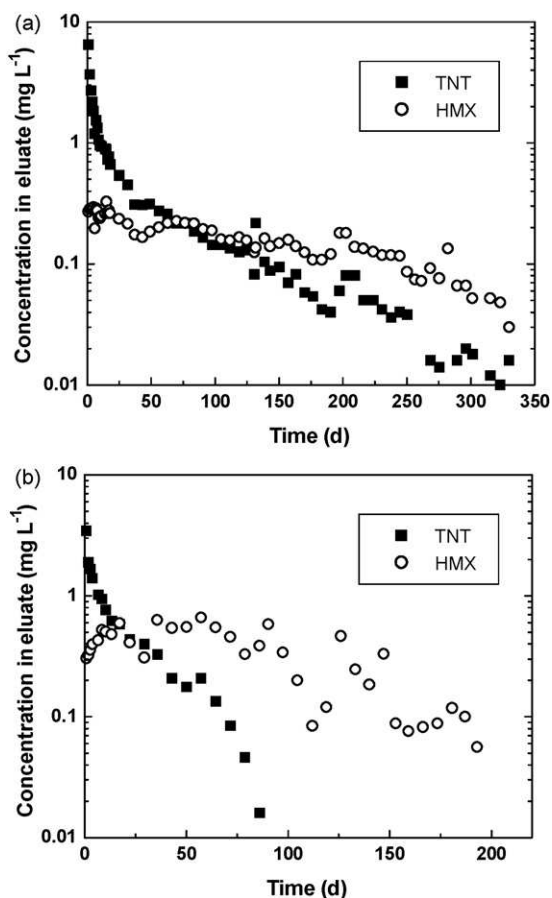 (a)
10
1
0.1
0.01
Concentration in eluate (mg L⁻¹)
TNT
HMX
0 50 100 150 200 250 300 350
Time (d)
(b)
10
1
0.1
0.01
Concentration in eluate (mg L⁻¹)
TNT
HMX
0 50 100 150 200
Time (d)